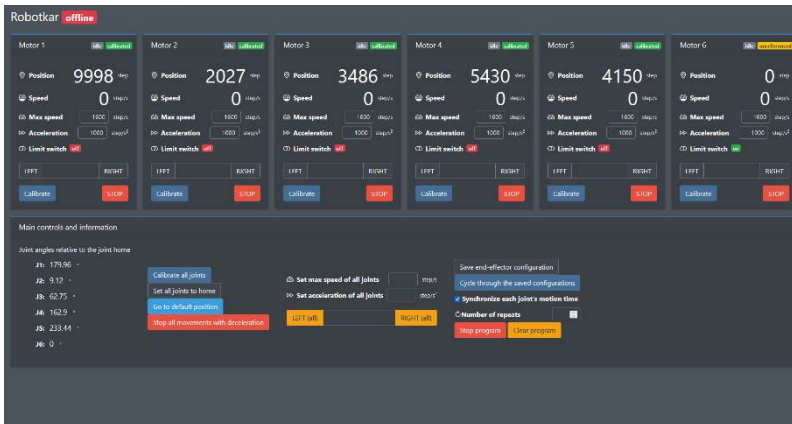 Robotkar offline
Motor 1 idle calibrated
Position 9998 step
Speed 0 step/s
Max speed 1600 step/s
Acceleration 1000 step/s²
Limit switch off
LEFT RIGHT
Calibrate STOP
Motor 2 idle calibrated
Position 2027 step
Speed 0 step/s
Max speed 1600 step/s
Acceleration 1000 step/s²
Limit switch off
LEFT RIGHT
Calibrate STOP
Motor 3 idle calibrated
Position 3486 step
Speed 0 step/s
Max speed 1600 step/s
Acceleration 1000 step/s²
Limit switch off
LEFT RIGHT
Calibrate STOP
Motor 4 idle calibrated
Position 5430 step
Speed 0 step/s
Max speed 1600 step/s
Acceleration 1000 step/s²
Limit switch off
LEFT RIGHT
Calibrate STOP
Motor 5 idle calibrated
Position 4150 step
Speed 0 step/s
Max speed 1600 step/s
Acceleration 1000 step/s²
Limit switch off
LEFT RIGHT
Calibrate STOP
Motor 6 idle unreferenced
Position 0 step
Speed 0 step/s
Max speed 1600 step/s
Acceleration 1000 step/s²
Limit switch on
LEFT RIGHT
Calibrate STOP
Main controls and information
Joint angles relative to the joint home
J1: 179.96 °
J2: 9.12 °
J3: 62.75 °
J4: 162.9 °
J5: 233.44 °
J6: 0 °
Calibrate all joints
Set all joints to home
Go to default position
Stop all movements with deceleration
Set max speed of all joints step/s
Set acceleration of all joints step/s²
LEFT (all) RIGHT (all)
Save end-effector configuration
Cycle through the saved configurations
Synchronize each joint's motion time
Number of repeats
Stop program Clear program